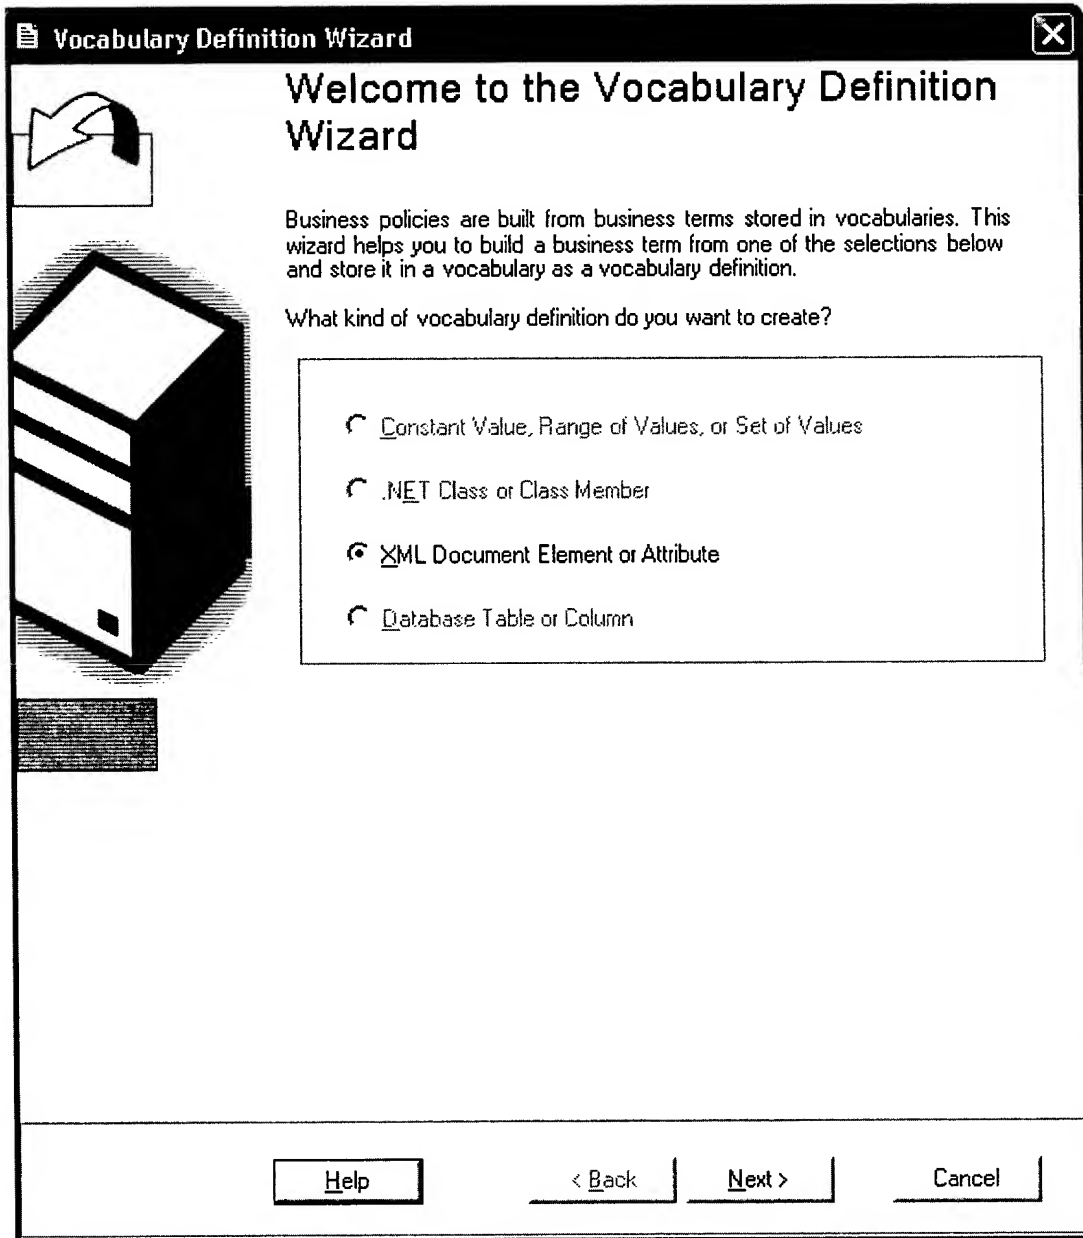 Vocabulary Definition Wizard
Welcome to the Vocabulary Definition
Wizard
Business policies are built from business terms stored in vocabularies. This
wizard helps you to build a business term from one of the selections below
and store it in a vocabulary as a vocabulary definition.
What kind of vocabulary definition do you want to create?
Constant Value, Range of Values, or Set of Values
.NET Class or Class Member
XML Document Element or Attribute
Database Table or Column
Help < Back Next > Cancel